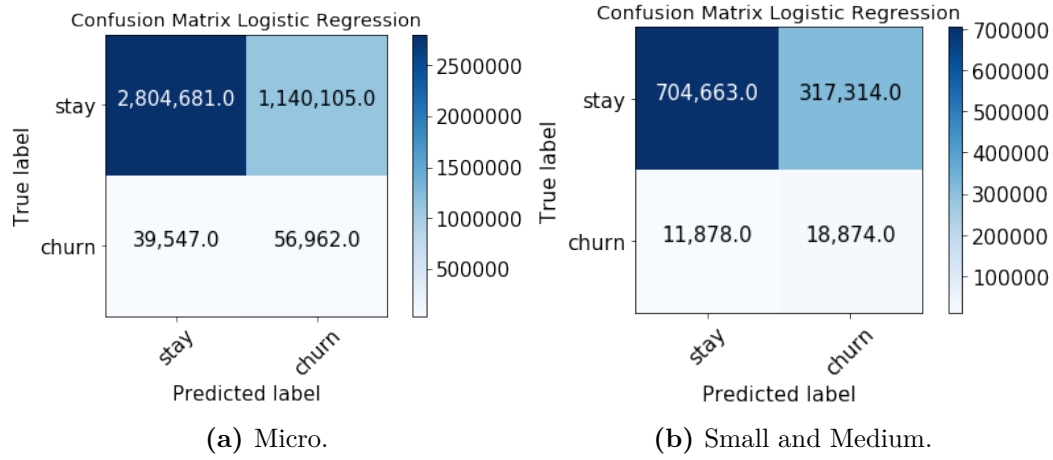 Confusion Matrix Logistic Regression
stay
churn
True label
2,804,681.0
1,140,105.0
39,547.0
56,962.0
stay
churn
Predicted label
2500000
2000000
1500000
1000000
500000
(a) Micro.
Confusion Matrix Logistic Regression
stay
churn
True label
704,663.0
317,314.0
11,878.0
18,874.0
stay
churn
Predicted label
700000
600000
500000
400000
300000
200000
100000
(b) Small and Medium.